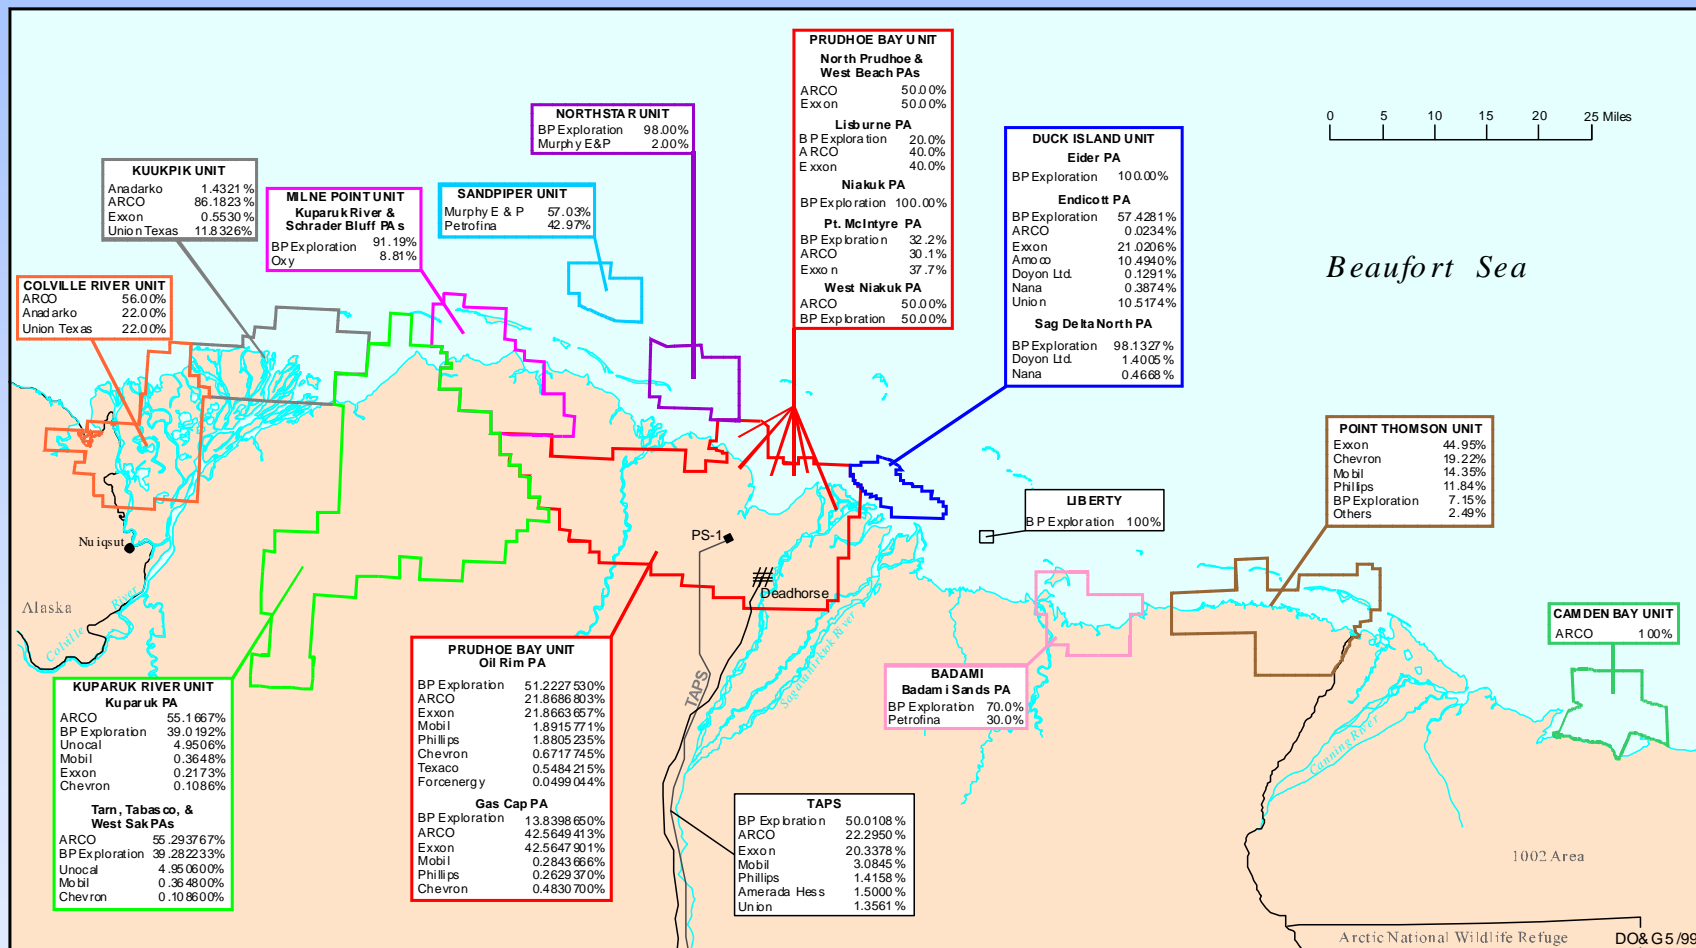 PRUDHOE BAY UNIT
North Prudhoe &
West Beach PAs
ARCO 50.00%
Exxon 50.00%
Lisburne PA
BP Exploration 20.0%
ARCO 40.0%
Exxon 40.0%
Niakuk PA
BP Exploration 100.00%
Pt. McIntyre PA
BP Exploration 32.2%
ARCO 30.1%
Exxon 37.7%
West Niakuk PA
ARCO 50.00%
BP Exploration 50.00%
NORTHSTAR UNIT
BP Exploration 98.00%
Murphy E&P 2.00%
DUCK ISLAND UNIT
Eider PA
BP Exploration 100.00%
Endicott PA
BP Exploration 57.4281%
ARCO 0.0234%
Exxon 21.0206%
Amoco 10.4940%
Doyon Ltd. 0.1291%
Nana 0.3874%
Union 10.5174%
Sag Delta North PA
BP Exploration 98.1327%
Doyon Ltd. 1.4005%
Nana 0.4668%
0 5 10 15 20 25 Miles
KUUKPIK UNIT
Anadarko 1.4321%
ARCO 86.1823%
Exxon 0.5530%
Union Texas 11.8326%
MILNE POINT UNIT
Kuparuk River &
Schrader Bluff PAs
BP Exploration 91.19%
Oxy 8.81%
SANDPIPER UNIT
Murphy E & P 57.03%
Petrofina 42.97%
Beaufort Sea
COLVILLE RIVER UNIT
ARCO 56.00%
Anadarko 22.00%
Union Texas 22.00%
POINT THOMSON UNIT
Exxon 44.95%
Chevron 19.22%
Mobil 14.35%
Phillips 11.84%
BP Exploration 7.15%
Others 2.49%
LIBERTY
BP Exploration 100%
Nuiqsut
PS-1
Deadhorse
Alaska
Colville River
Sagavanirktok River
TAPS
CAMDEN BAY UNIT
ARCO 100%
PRUDHOE BAY UNIT
Oil Rim PA
BP Exploration 51.2227530%
ARCO 21.8686803%
Exxon 21.8663657%
Mobil 1.8915771%
Phillips 1.8805235%
Chevron 0.6717745%
Texaco 0.5484215%
Forcenergy 0.0499044%
Gas Cap PA
BP Exploration 13.8398650%
ARCO 42.5649413%
Exxon 42.5647901%
Mobil 0.2843666%
Phillips 0.2629370%
Chevron 0.4830700%
BADAMI
Badami Sands PA
BP Exploration 70.0%
Petrofina 30.0%
KUPARUK RIVER UNIT
Kuparuk PA
ARCO 55.1667%
BP Exploration 39.0192%
Unocal 4.9506%
Mobil 0.3648%
Exxon 0.2173%
Chevron 0.1086%
Tarn, Tabasco, &
West Sak PAs
ARCO 55.293767%
BP Exploration 39.282233%
Unocal 4.950600%
Mobil 0.364800%
Chevron 0.108600%
TAPS
BP Exploration 50.0108%
ARCO 22.2950%
Exxon 20.3378%
Mobil 3.0845%
Phillips 1.4158%
Amerada Hess 1.5000%
Union 1.3561%
Canning River
1002 Area
Arctic National Wildlife Refuge
DO&G 5/99